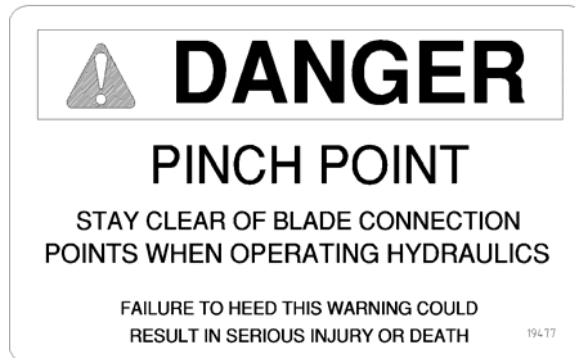 DANGER
PINCH POINT
STAY CLEAR OF BLADE CONNECTION
POINTS WHEN OPERATING HYDRAULICS
FAILURE TO HEED THIS WARNING COULD
RESULT IN SERIOUS INJURY OR DEATH
19477